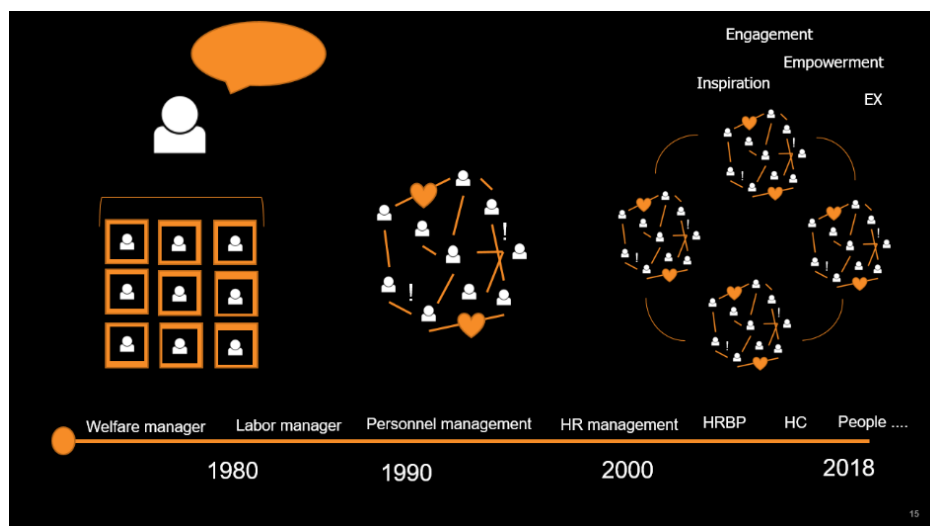 Engagement
Empowerment
Inspiration
EX
!
!
!
!
!
!
!
!
!
!
Welfare manager
Labor manager
Personnel management
HR management
HRBP
HC
People ....
1980
1990
2000
2018
15